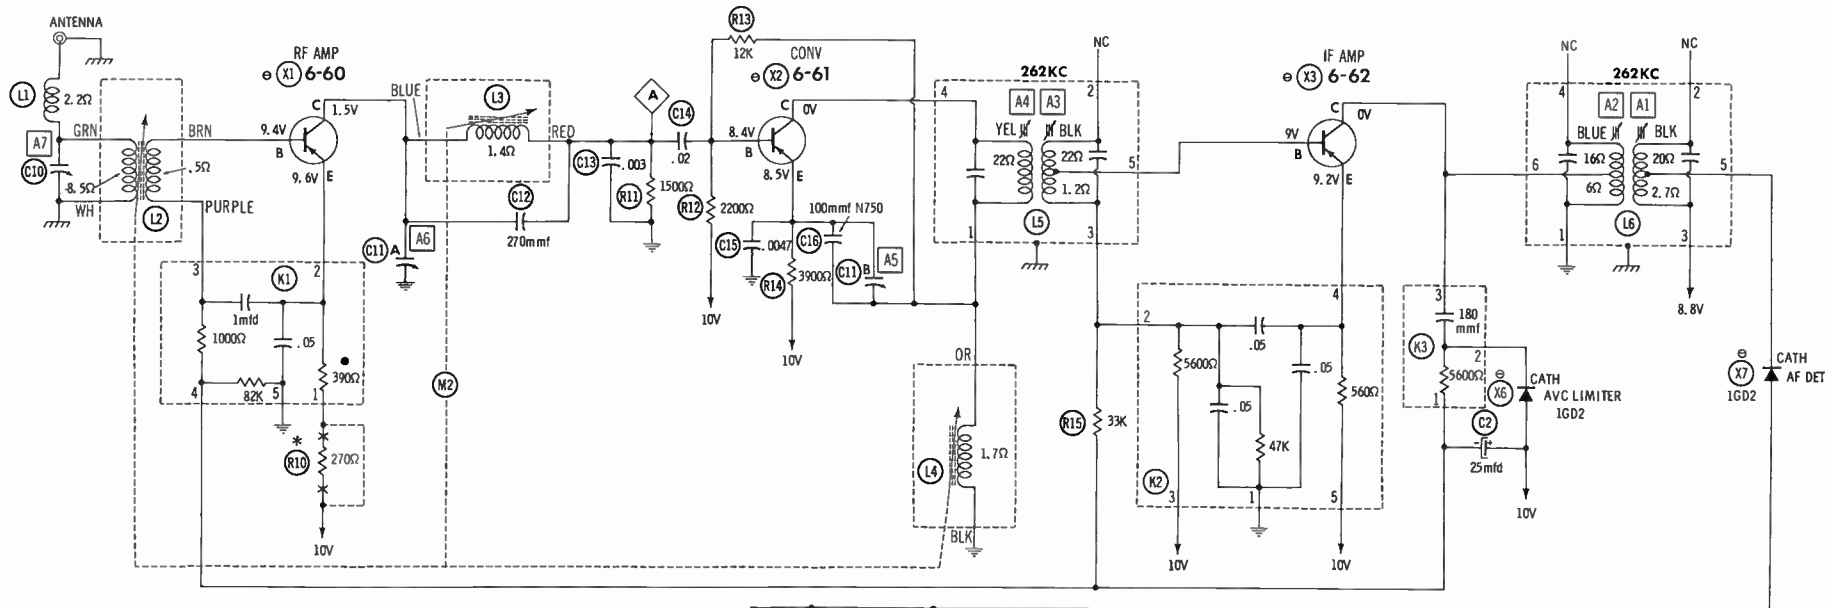 ANTENNA
L1
2.2Ω
GRN
A7
C10
8.5Ω
WH
BRN
.5Ω
L2
PURPLE
RF AMP
⊖ X1 6-60
C
1.5V
9.4V
B
9.6V
E
3
K1
2
1mfd
1000Ω
.05
390Ω
4
82K
5
1
*
R10
270Ω
10V
BLUE
L3
1.4Ω
RED
C12
270mmf
C11 A
A6
M2
A
C13
.003
R11
1500Ω
C14
.02
R13
12K
R12
2200Ω
10V
CONV
⊖ X2 6-61
C
0V
8.4V
B
8.5V
E
100mmf N750
C15
.0047
C16
R14
3900Ω
C11 B
A5
10V
262KC
4
NC
A4
A3
2
YEL
BLK
22Ω
22Ω
5
1.2Ω
L5
1
3
OR
L4
1.7Ω
BLK
R15
33K
IF AMP
⊖ X3 6-62
C
0V
9V
B
9.2V
E
4
2
.05
5600Ω
.05
.05
560Ω
47K
K2
3
1
5
10V
10V
3
180
mmf
K3
2
5600Ω
1
⊖
X6
CATH
AVC LIMITER
1GD2
C2
- +
25mfd
10V
NC
NC
262KC
4
A2
A1
2
BLUE
BLK
6
16Ω
20Ω
5
6Ω
2.7Ω
L6
1
3
8.8V
⊖
X7
1GD2
CATH
AF DET